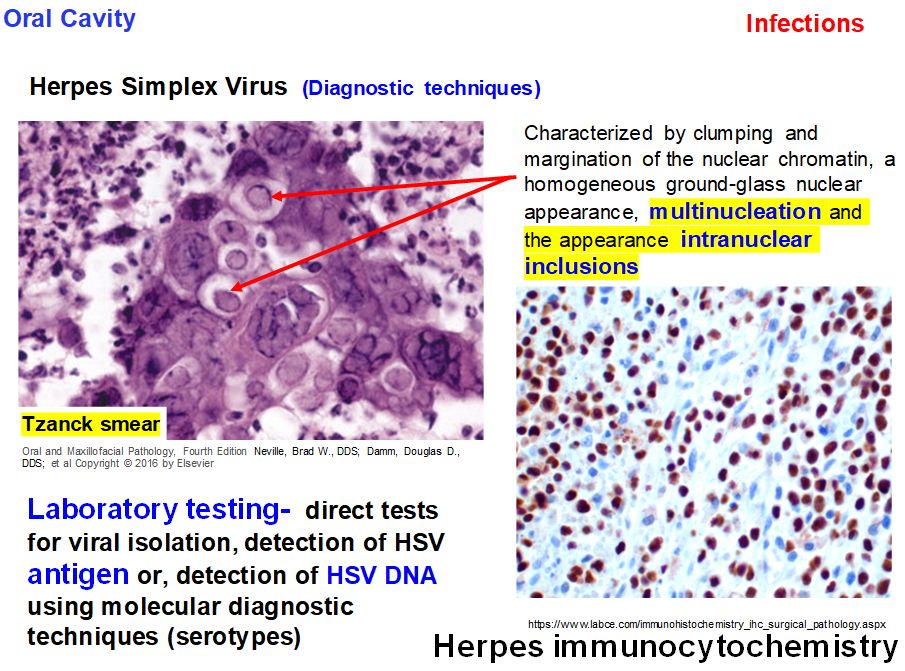 Oral Cavity
Infections
Herpes Simplex Virus (Diagnostic techniques)
Characterized by clumping and
margination of the nuclear chromatin, a
homogeneous ground-glass nuclear
appearance, multinucleation and
the appearance intranuclear
inclusions
Tzanck smear
Oral and Maxillofacial Pathology, Fourth Edition Neville, Brad W., DDS; Damm, Douglas D.,
DDS; et al Copyright © 2016 by Elsevier
Laboratory testing- direct tests
for viral isolation, detection of HSV
antigen or, detection of HSV DNA
using molecular diagnostic
techniques (serotypes)
https://www.labce.com/immunohistochemistry_ihc_surgical_pathology.aspx
Herpes immunocytochemistry